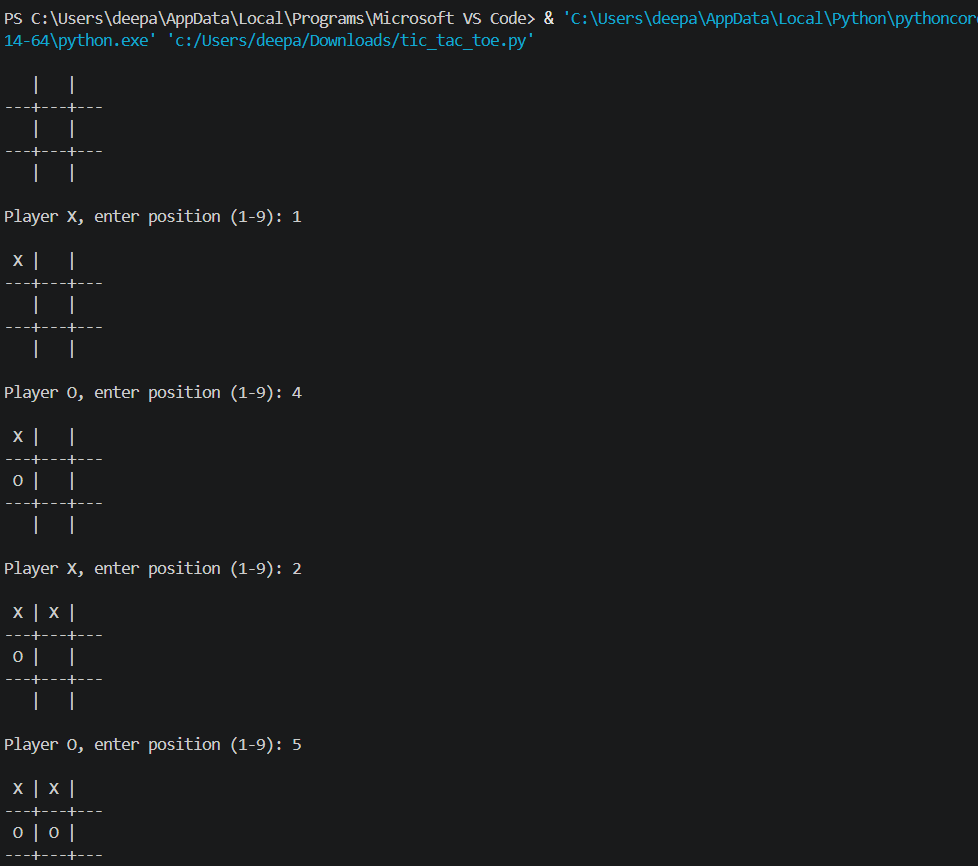 PS C:\Users\deepa\AppData\Local\Programs\Microsoft VS Code> & 'C:\Users\deepa\AppData\Local\Python\pythoncor
14-64\python.exe' 'c:/Users/deepa/Downloads/tic_tac_toe.py'

   |   |
---+---+---
   |   |
---+---+---
   |   |

Player X, enter position (1-9): 1

 X |   |
---+---+---
   |   |
---+---+---
   |   |

Player O, enter position (1-9): 4

 X |   |
---+---+---
 O |   |
---+---+---
   |   |

Player X, enter position (1-9): 2

 X | X |
---+---+---
 O |   |
---+---+---
   |   |

Player O, enter position (1-9): 5

 X | X |
---+---+---
 O | O |
---+---+---